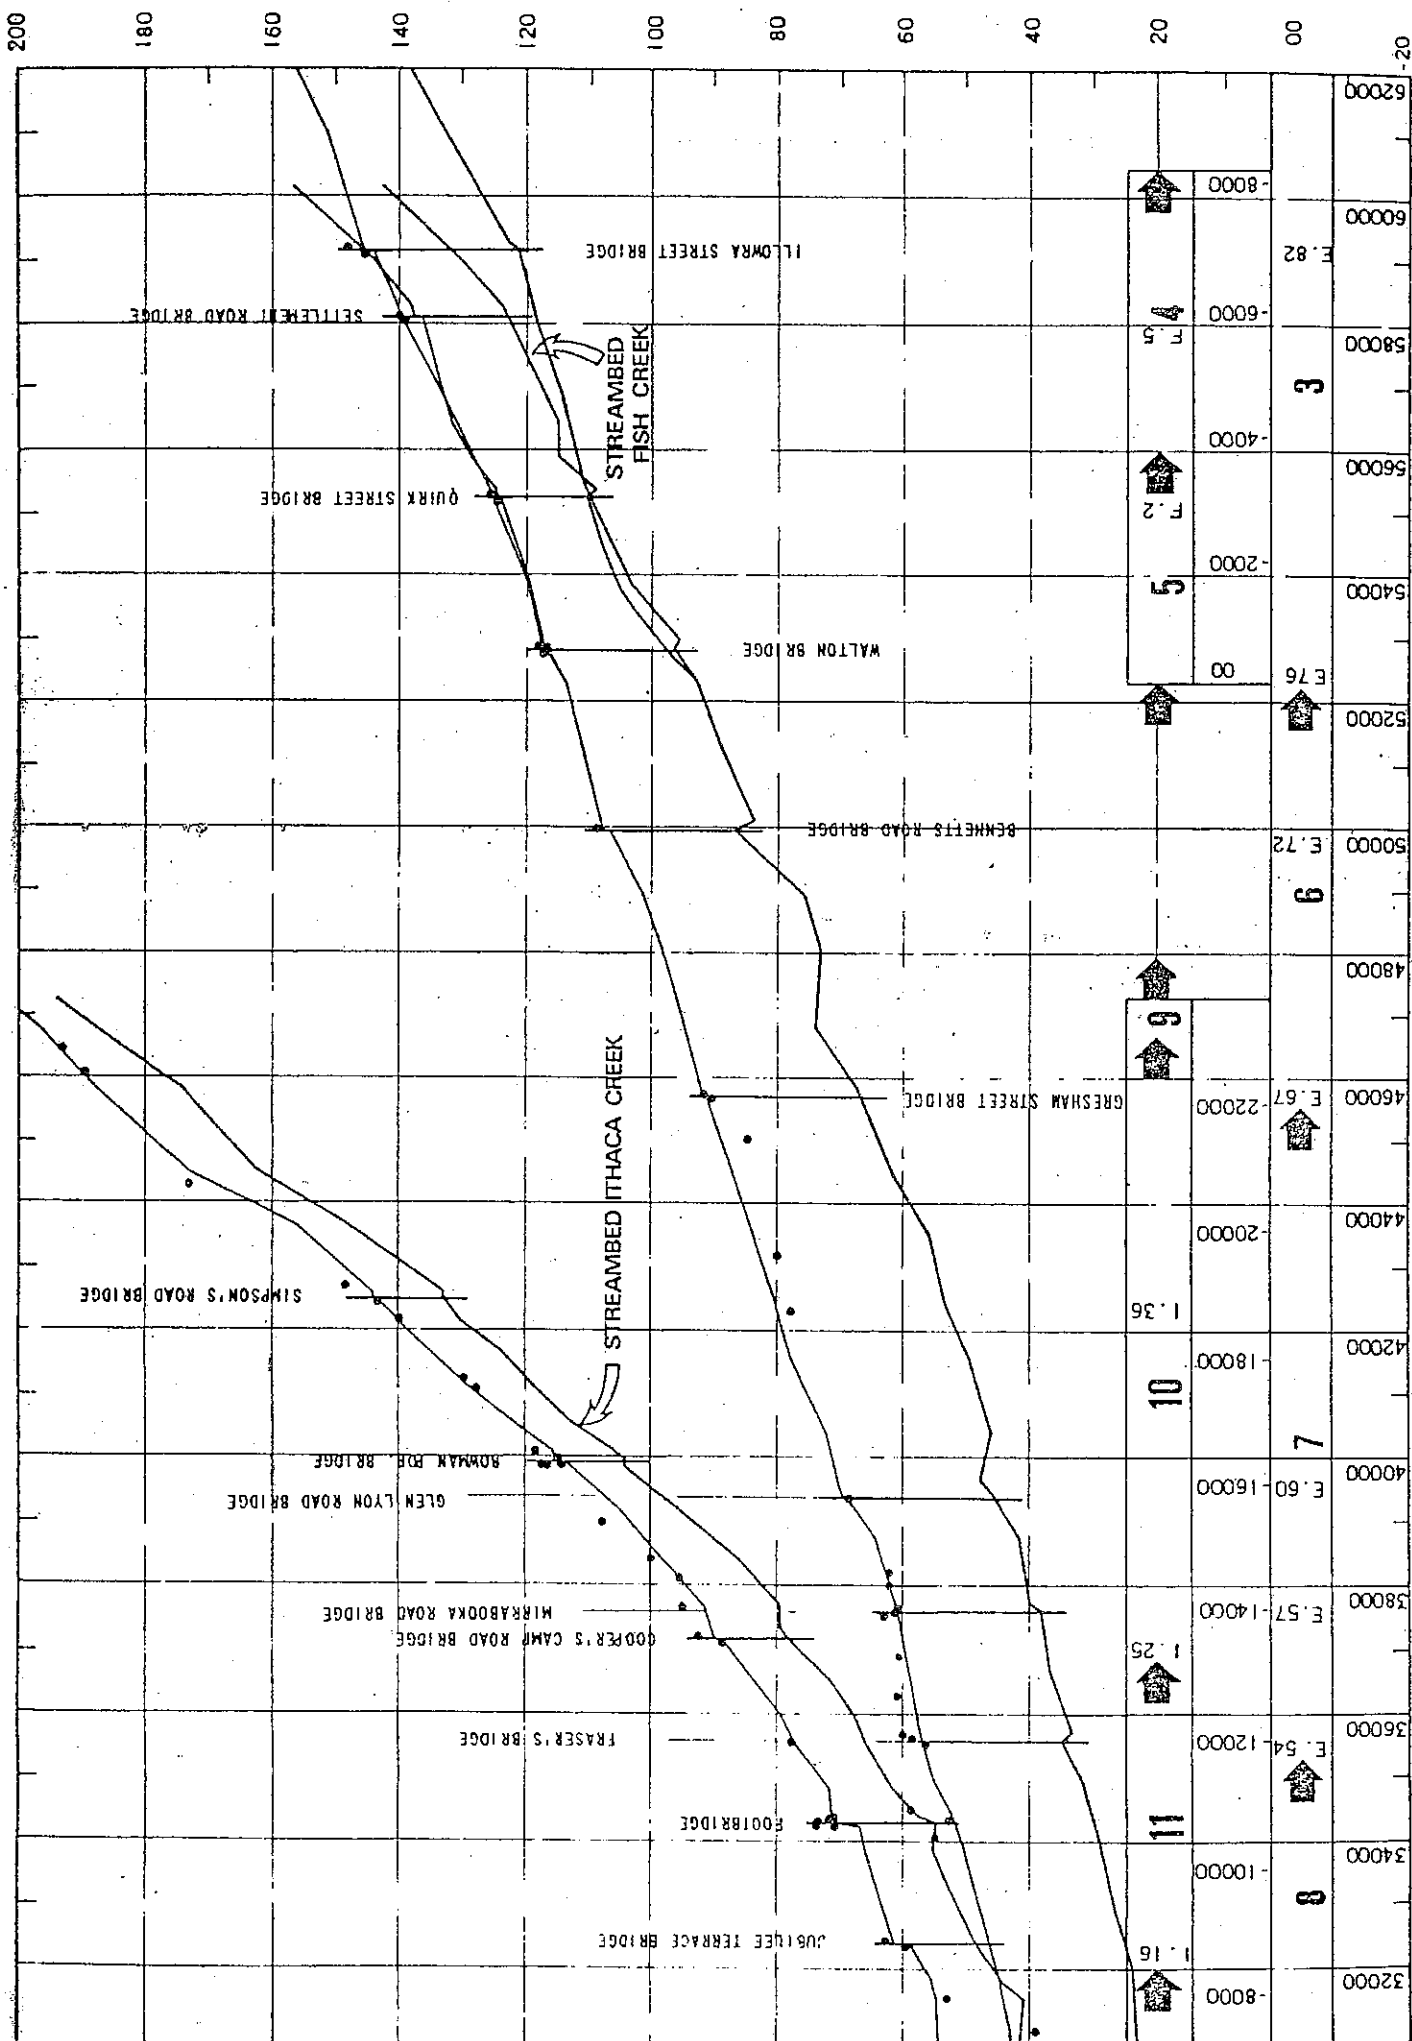 200
180
160
140
120
100
80
60
40
20
00
-20
ILLOWRA STREET BRIDGE
SETTLEMENT ROAD BRIDGE
STREAMBED
FISH CREEK
QUIRK STREET BRIDGE
WALTON BRIDGE
BENNETTS ROAD BRIDGE
GRESHAM STREET BRIDGE
STREAMBED ITHACA CREEK
SIMPSON'S ROAD BRIDGE
BOWMAN PDE. BRIDGE
GLEN LYON ROAD BRIDGE
MIRRABOOKA ROAD BRIDGE
COOPER'S CAMP ROAD BRIDGE
FRASER'S BRIDGE
FOOTBRIDGE
JUBILEE TERRACE BRIDGE
8000
6000
F.5
4000
F.2
5
2000
00
9
22000
20000
I.36
18000
10
16000
14000
I.25
12000
11
10000
I.16
8000
E.82
3
E.76
E.72
6
E.67
7
E.60
E.57
E.54
8
62000
60000
58000
56000
54000
52000
50000
48000
46000
44000
42000
40000
38000
36000
34000
32000